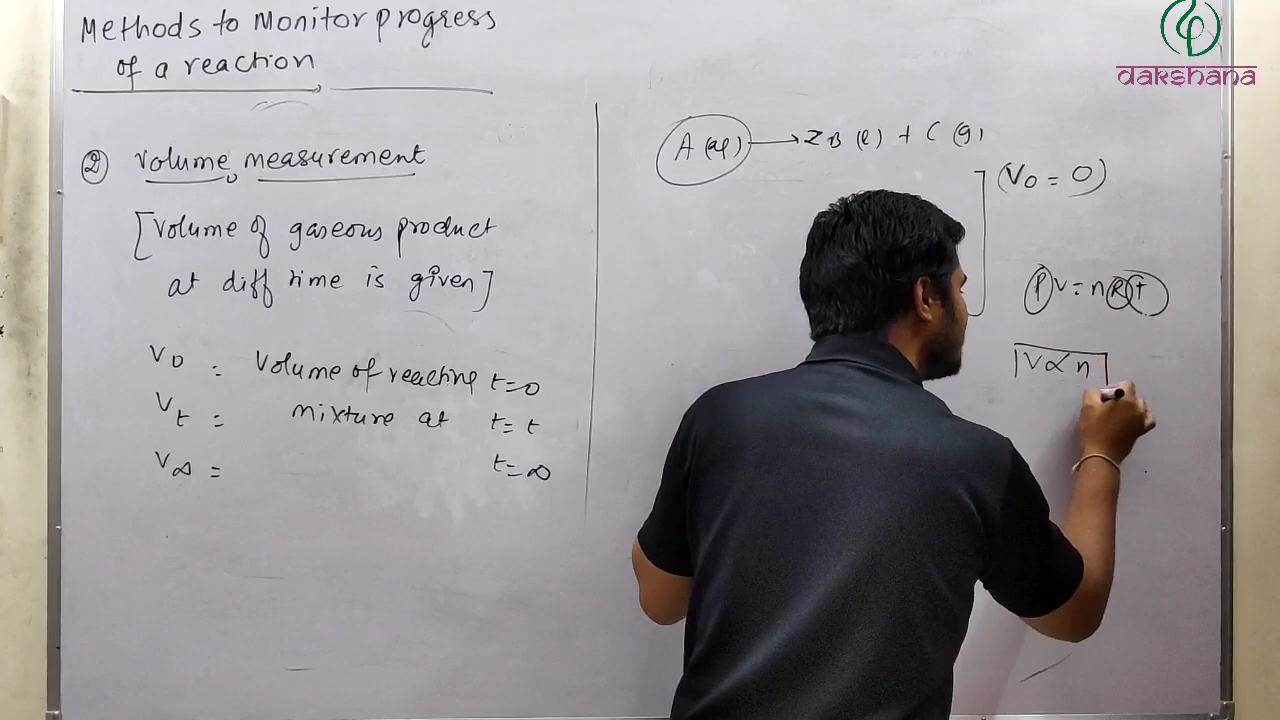 Methods to Monitor progress
of a reaction
② Volume measurement
[Volume of gaseous product
at diff time is given]
V₀ = Volume of reacting t=0
Vt = mixture at t=t
V∞ = t=∞
dakshana
A(aq) → 2B(l) + C(g)
(V₀ = 0)
PV=nRT
V∝n